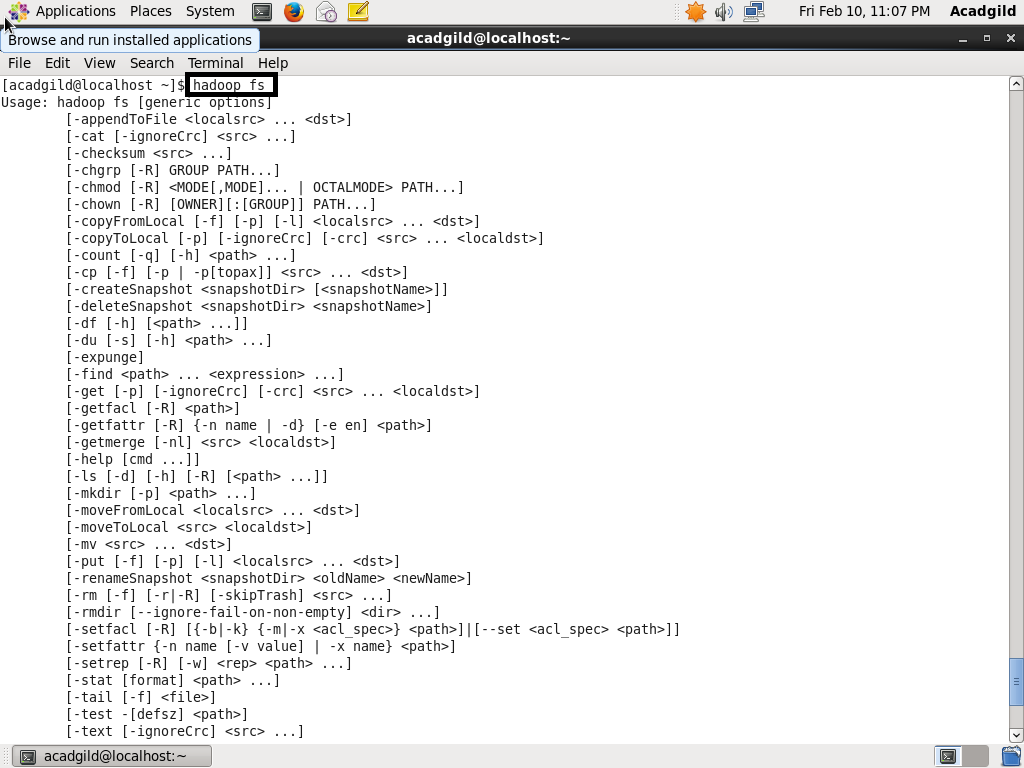 Applications Places System Fri Feb 10, 11:07 PM Acadgild
Browse and run installed applications
acadgild@localhost:~
File Edit View Search Terminal Help
[acadgild@localhost ~]$ hadoop fs
Usage: hadoop fs [generic options]
[-appendToFile <localsrc> ... <dst>]
[-cat [-ignoreCrc] <src> ...]
[-checksum <src> ...]
[-chgrp [-R] GROUP PATH...]
[-chmod [-R] <MODE[,MODE]... | OCTALMODE> PATH...]
[-chown [-R] [OWNER][:[GROUP]] PATH...]
[-copyFromLocal [-f] [-p] [-l] <localsrc> ... <dst>]
[-copyToLocal [-p] [-ignoreCrc] [-crc] <src> ... <localdst>]
[-count [-q] [-h] <path> ...]
[-cp [-f] [-p | -p[topax]] <src> ... <dst>]
[-createSnapshot <snapshotDir> [<snapshotName>]]
[-deleteSnapshot <snapshotDir> <snapshotName>]
[-df [-h] [<path> ...]]
[-du [-s] [-h] <path> ...]
[-expunge]
[-find <path> ... <expression> ...]
[-get [-p] [-ignoreCrc] [-crc] <src> ... <localdst>]
[-getfacl [-R] <path>]
[-getfattr [-R] {-n name | -d} [-e en] <path>]
[-getmerge [-nl] <src> <localdst>]
[-help [cmd ...]]
[-ls [-d] [-h] [-R] [<path> ...]]
[-mkdir [-p] <path> ...]
[-moveFromLocal <localsrc> ... <dst>]
[-moveToLocal <src> <localdst>]
[-mv <src> ... <dst>]
[-put [-f] [-p] [-l] <localsrc> ... <dst>]
[-renameSnapshot <snapshotDir> <oldName> <newName>]
[-rm [-f] [-r|-R] [-skipTrash] <src> ...]
[-rmdir [--ignore-fail-on-non-empty] <dir> ...]
[-setfacl [-R] [{-b|-k} {-m|-x <acl_spec>} <path>]|[--set <acl_spec> <path>]]
[-setfattr {-n name [-v value] | -x name} <path>]
[-setrep [-R] [-w] <rep> <path> ...]
[-stat [format] <path> ...]
[-tail [-f] <file>]
[-test -[defsz] <path>]
[-text [-ignoreCrc] <src> ...]
acadgild@localhost:~